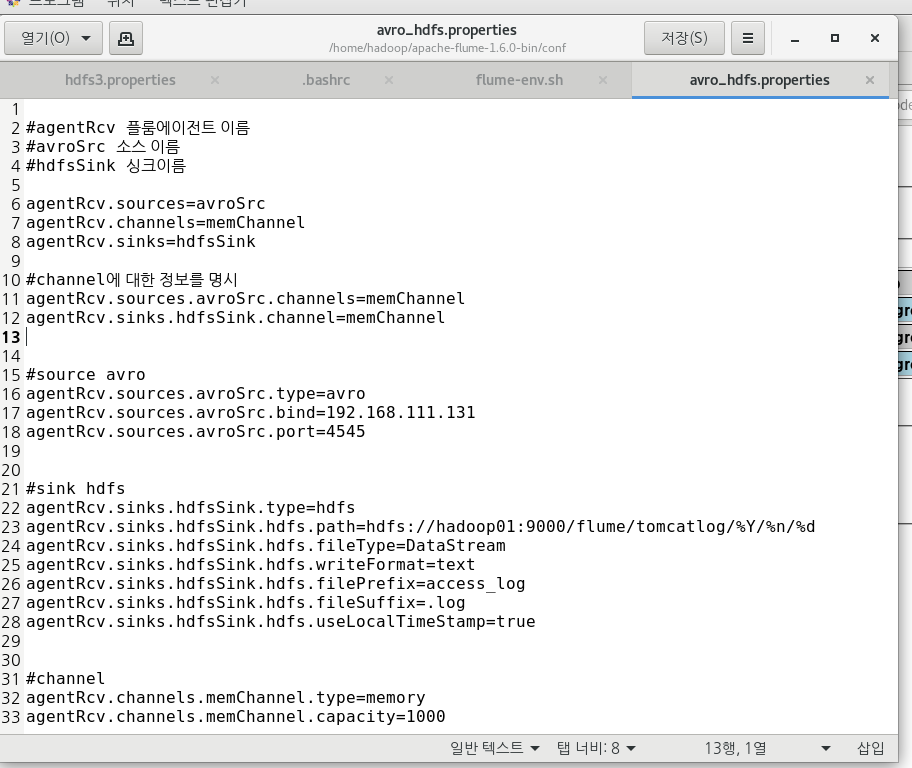 열기(O)
avro_hdfs.properties
/home/hadoop/apache-flume-1.6.0-bin/conf
저장(S)
hdfs3.properties
.bashrc
flume-env.sh
avro_hdfs.properties
1
2 #agentRcv 플룸에이전트 이름
3 #avroSrc 소스 이름
4 #hdfsSink 싱크이름
5
6 agentRcv.sources=avroSrc
7 agentRcv.channels=memChannel
8 agentRcv.sinks=hdfsSink
9
10 #channel에 대한 정보를 명시
11 agentRcv.sources.avroSrc.channels=memChannel
12 agentRcv.sinks.hdfsSink.channel=memChannel
13
14
15 #source avro
16 agentRcv.sources.avroSrc.type=avro
17 agentRcv.sources.avroSrc.bind=192.168.111.131
18 agentRcv.sources.avroSrc.port=4545
19
20
21 #sink hdfs
22 agentRcv.sinks.hdfsSink.type=hdfs
23 agentRcv.sinks.hdfsSink.hdfs.path=hdfs://hadoop01:9000/flume/tomcatlog/%Y/%n/%d
24 agentRcv.sinks.hdfsSink.hdfs.fileType=DataStream
25 agentRcv.sinks.hdfsSink.hdfs.writeFormat=text
26 agentRcv.sinks.hdfsSink.hdfs.filePrefix=access_log
27 agentRcv.sinks.hdfsSink.hdfs.fileSuffix=.log
28 agentRcv.sinks.hdfsSink.hdfs.useLocalTimeStamp=true
29
30
31 #channel
32 agentRcv.channels.memChannel.type=memory
33 agentRcv.channels.memChannel.capacity=1000
일반 텍스트 탭 너비: 8 13행, 1열 삽입